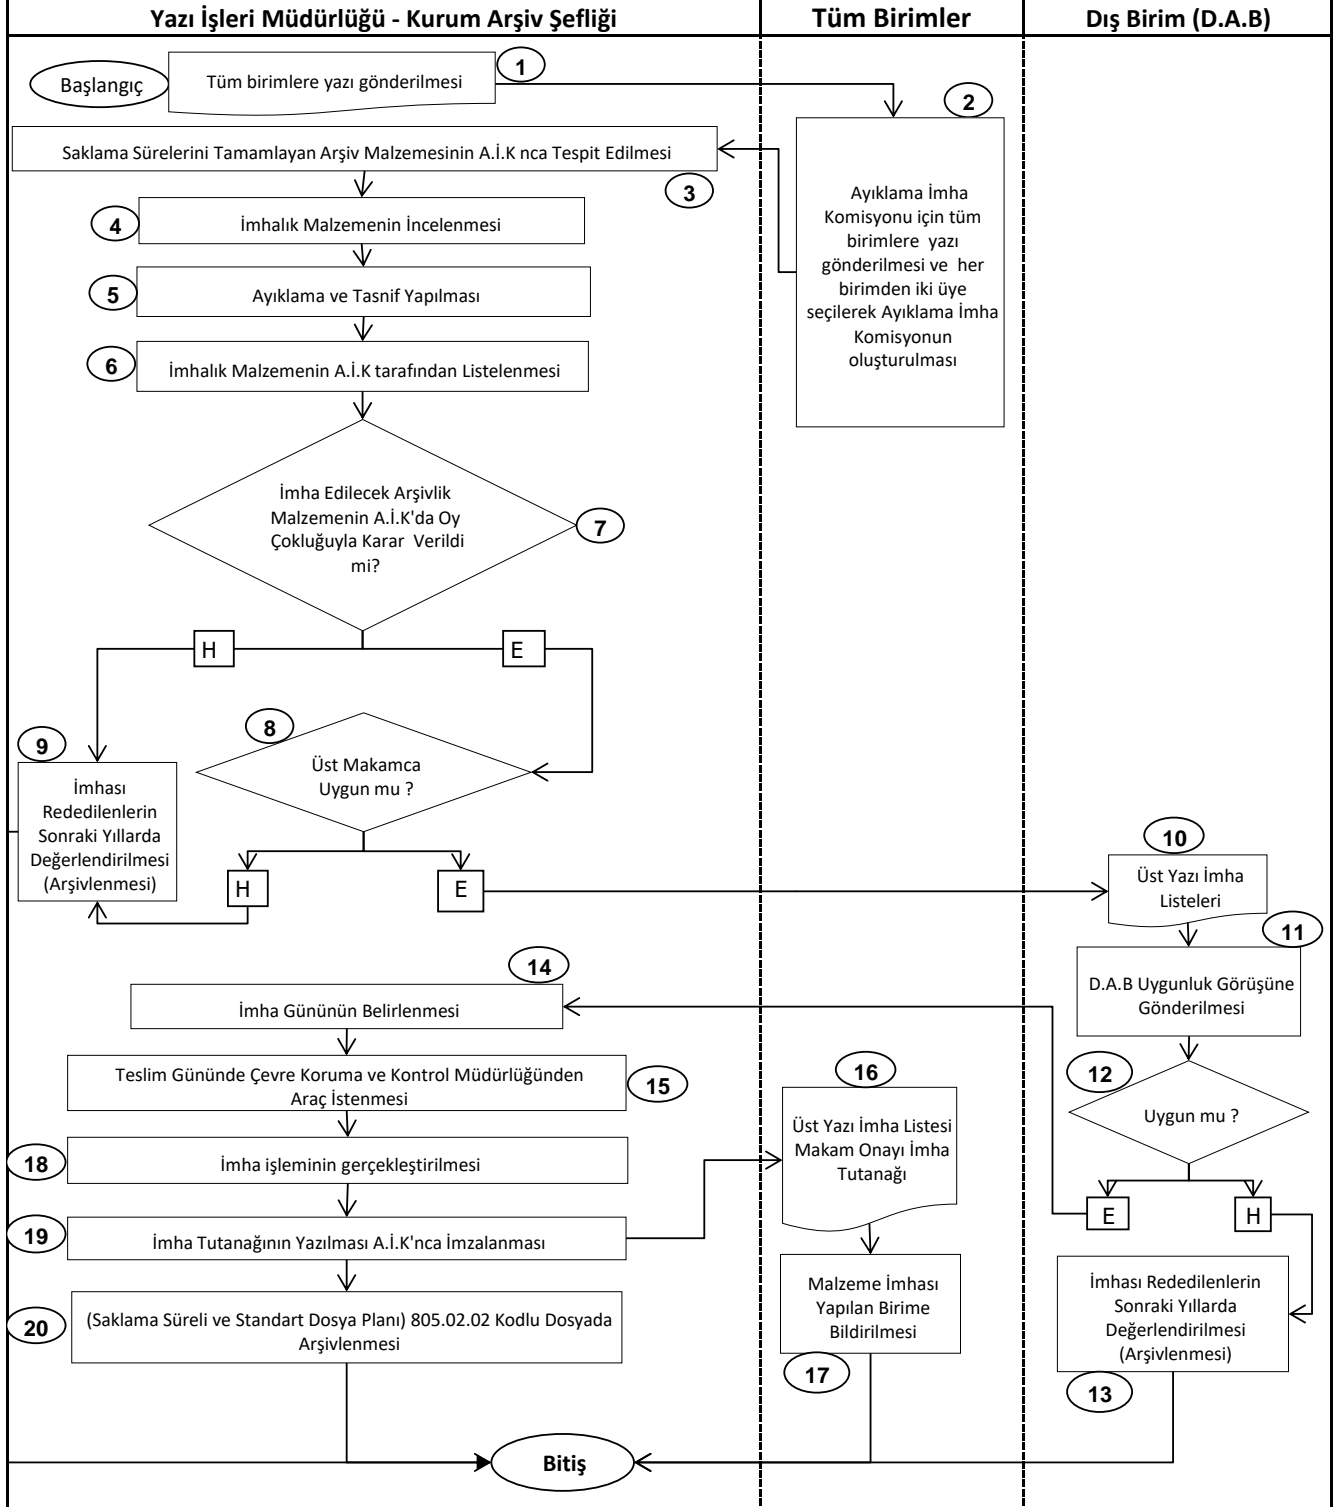 Yazı İşleri Müdürlüğü - Kurum Arşiv Şefliği
Tüm Birimler
Dış Birim (D.A.B)
Başlangıç
Tüm birimlere yazı gönderilmesi
1
2
Ayıklama İmha
Komisyonu için tüm
birimlere yazı
gönderilmesi ve her
birimden iki üye
seçilerek Ayıklama İmha
Komisyonun
oluşturulması
Saklama Sürelerini Tamamlayan Arşiv Malzemesinin A.İ.K nca Tespit Edilmesi
3
4
İmhalık Malzemenin İncelenmesi
5
Ayıklama ve Tasnif Yapılması
6
İmhalık Malzemenin A.İ.K tarafından Listelenmesi
İmha Edilecek Arşivlik
Malzemenin A.İ.K'da Oy
Çokluğuyla Karar Verildi
mi?
7
H
E
8
Üst Makamca
Uygun mu ?
9
İmhası
Rededilenlerin
Sonraki Yıllarda
Değerlendirilmesi
(Arşivlenmesi)
H
E
10
Üst Yazı İmha
Listeleri
11
D.A.B Uygunluk Görüşüne
Gönderilmesi
12
Uygun mu ?
E
H
İmhası Rededilenlerin
Sonraki Yıllarda
Değerlendirilmesi
(Arşivlenmesi)
13
14
İmha Gününün Belirlenmesi
Teslim Gününde Çevre Koruma ve Kontrol Müdürlüğünden
Araç İstenmesi
15
16
Üst Yazı İmha Listesi
Makam Onayı İmha
Tutanağı
Malzeme İmhası
Yapılan Birime
Bildirilmesi
17
18
İmha işleminin gerçekleştirilmesi
19
İmha Tutanağının Yazılması A.İ.K'nca İmzalanması
20
(Saklama Süreli ve Standart Dosya Planı) 805.02.02 Kodlu Dosyada
Arşivlenmesi
Bitiş